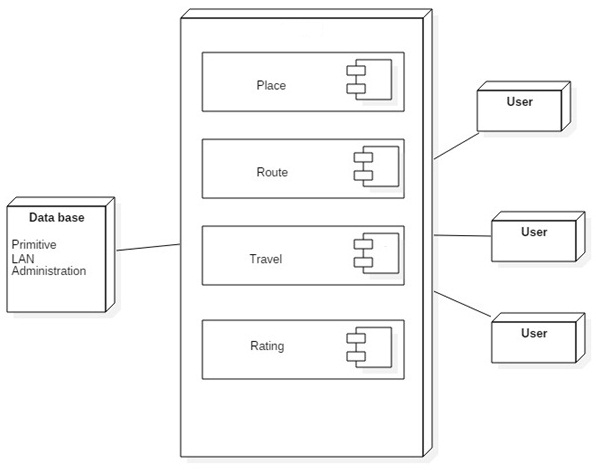 Place
Route
Travel
Rating
Data base
Primitive
LAN
Administration
User
User
User